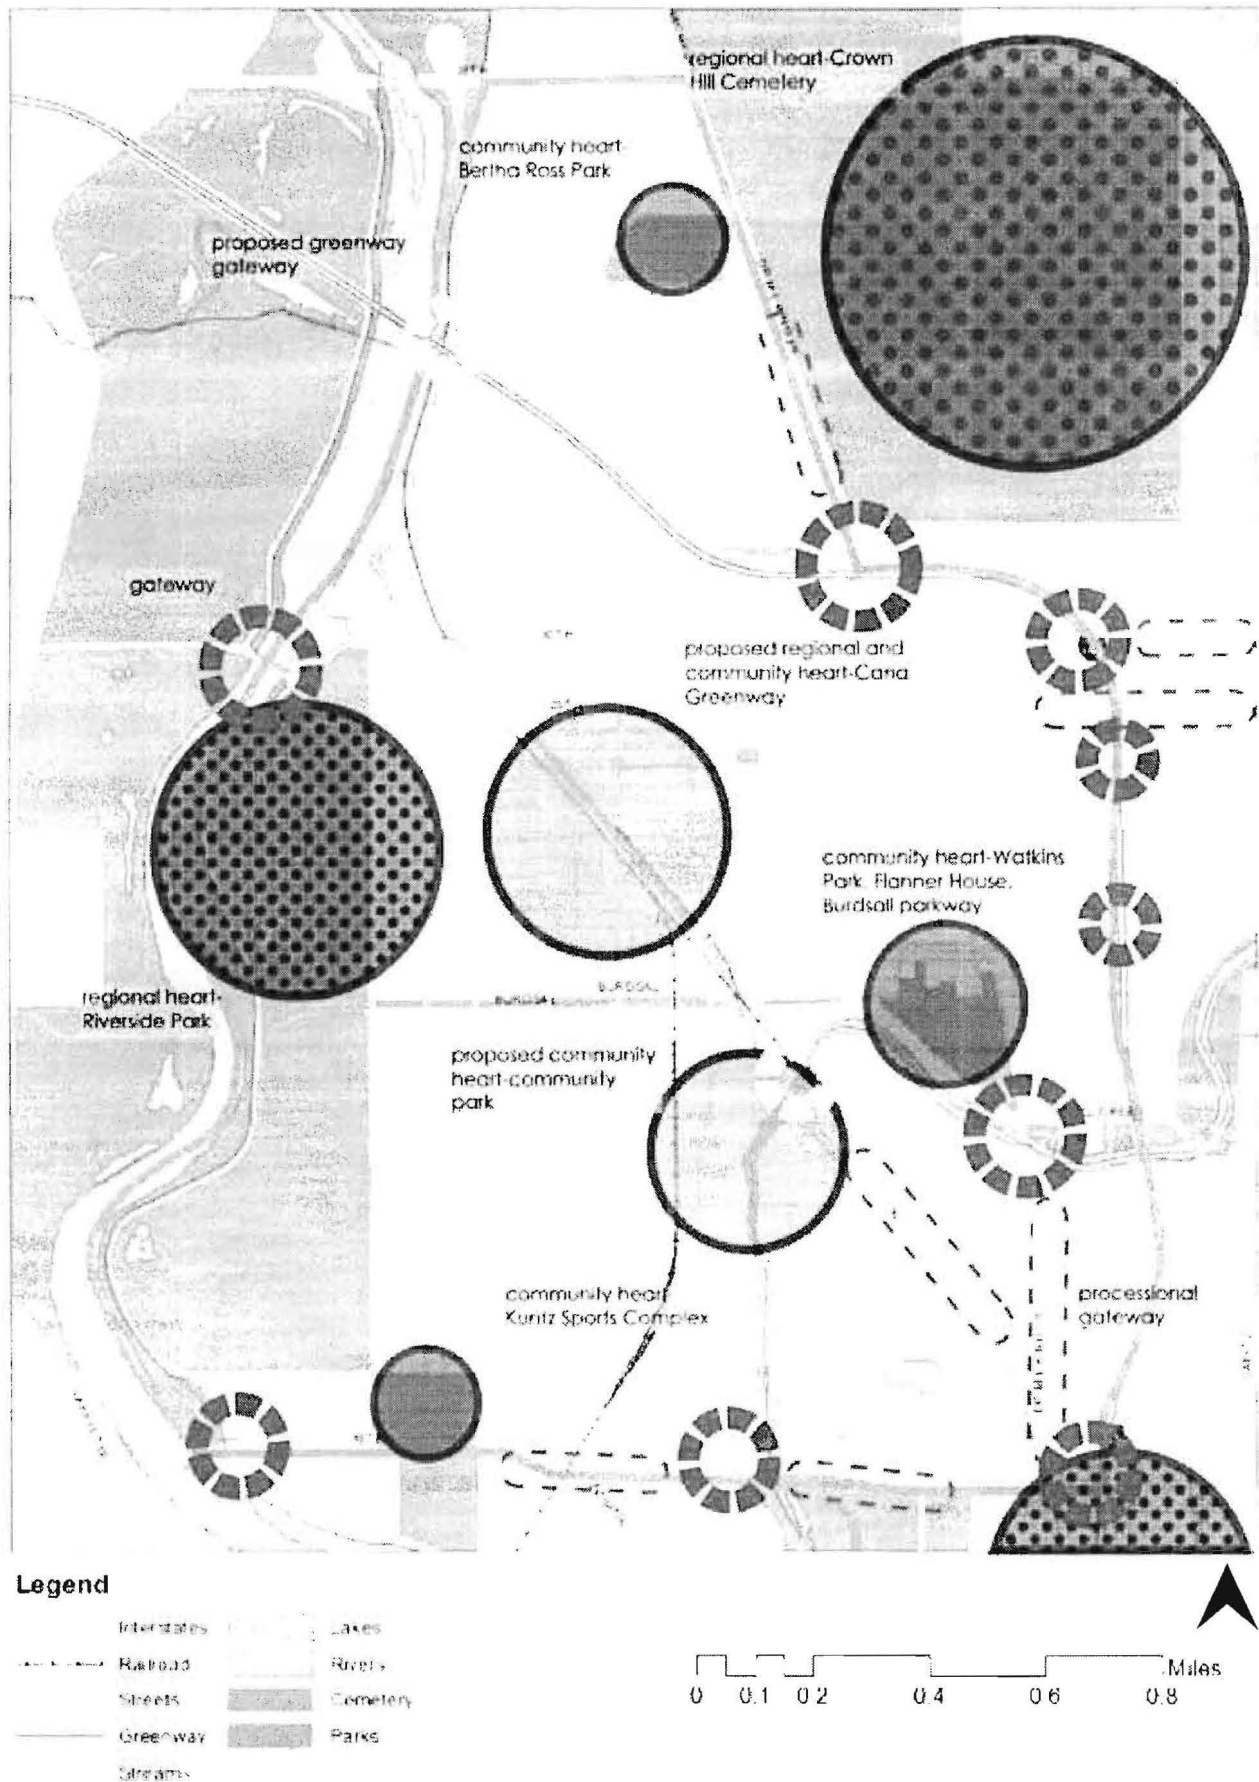 regional heart-Crown
Hill Cemetery
community heart-
Bertha Ross Park
proposed greenway
gateway
gateway
proposed regional and
community heart-Cana
Greenway
community heart-Watkins
Park, Flanner House,
Burdsall parkway
regional heart-
Riverside Park
BURDSAL
proposed community
heart-community
park
community heart
Kuntz Sports Complex
processional
gateway
Legend
Interstates
Lakes
Railroad
Rivers
Streets
Cemetery
Greenway
Parks
Streams
Miles
0 0.1 0.2 0.4 0.6 0.8